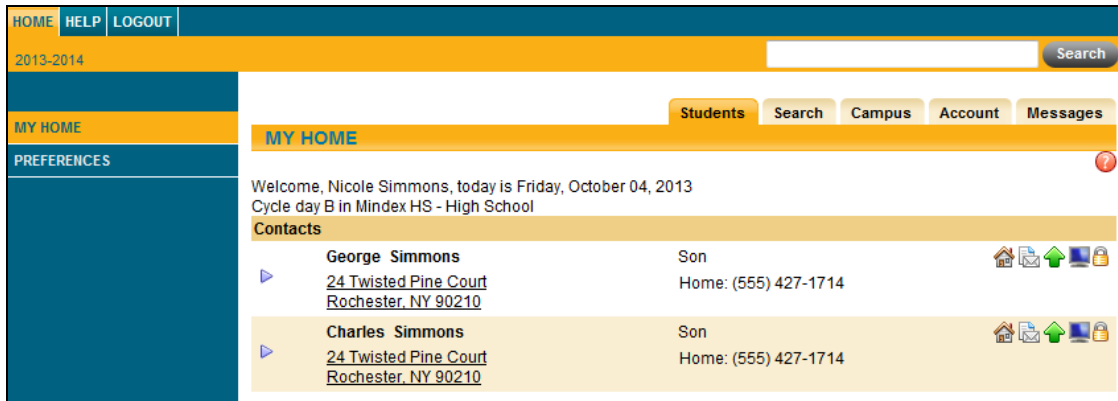 HOME HELP LOGOUT
2013-2014
Search
Students Search Campus Account Messages
MY HOME
PREFERENCES
MY HOME
?
Welcome, Nicole Simmons, today is Friday, October 04, 2013
Cycle day B in Mindex HS - High School
Contacts
George Simmons Son
24 Twisted Pine Court Home: (555) 427-1714
Rochester, NY 90210
Charles Simmons Son
24 Twisted Pine Court Home: (555) 427-1714
Rochester, NY 90210